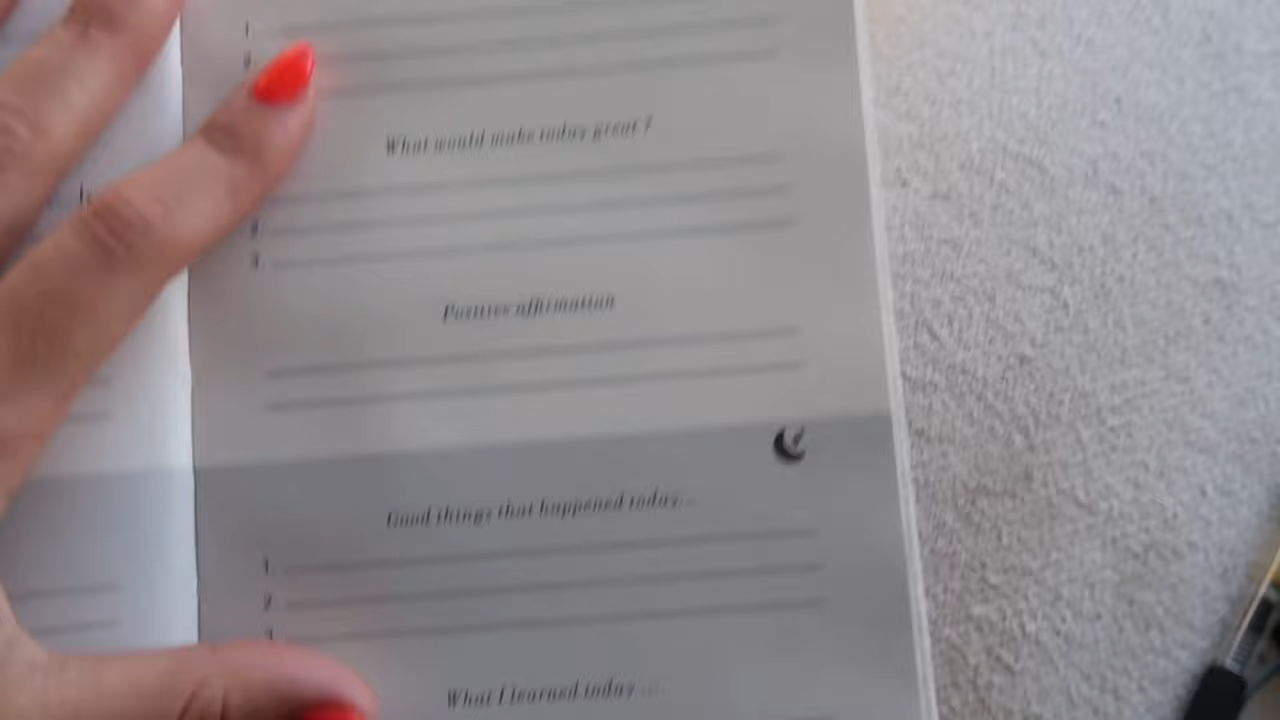 1
What would make today great ?
2
3
Positive affirmation
Good things that happened today...
1
2
3
What I learned today ....